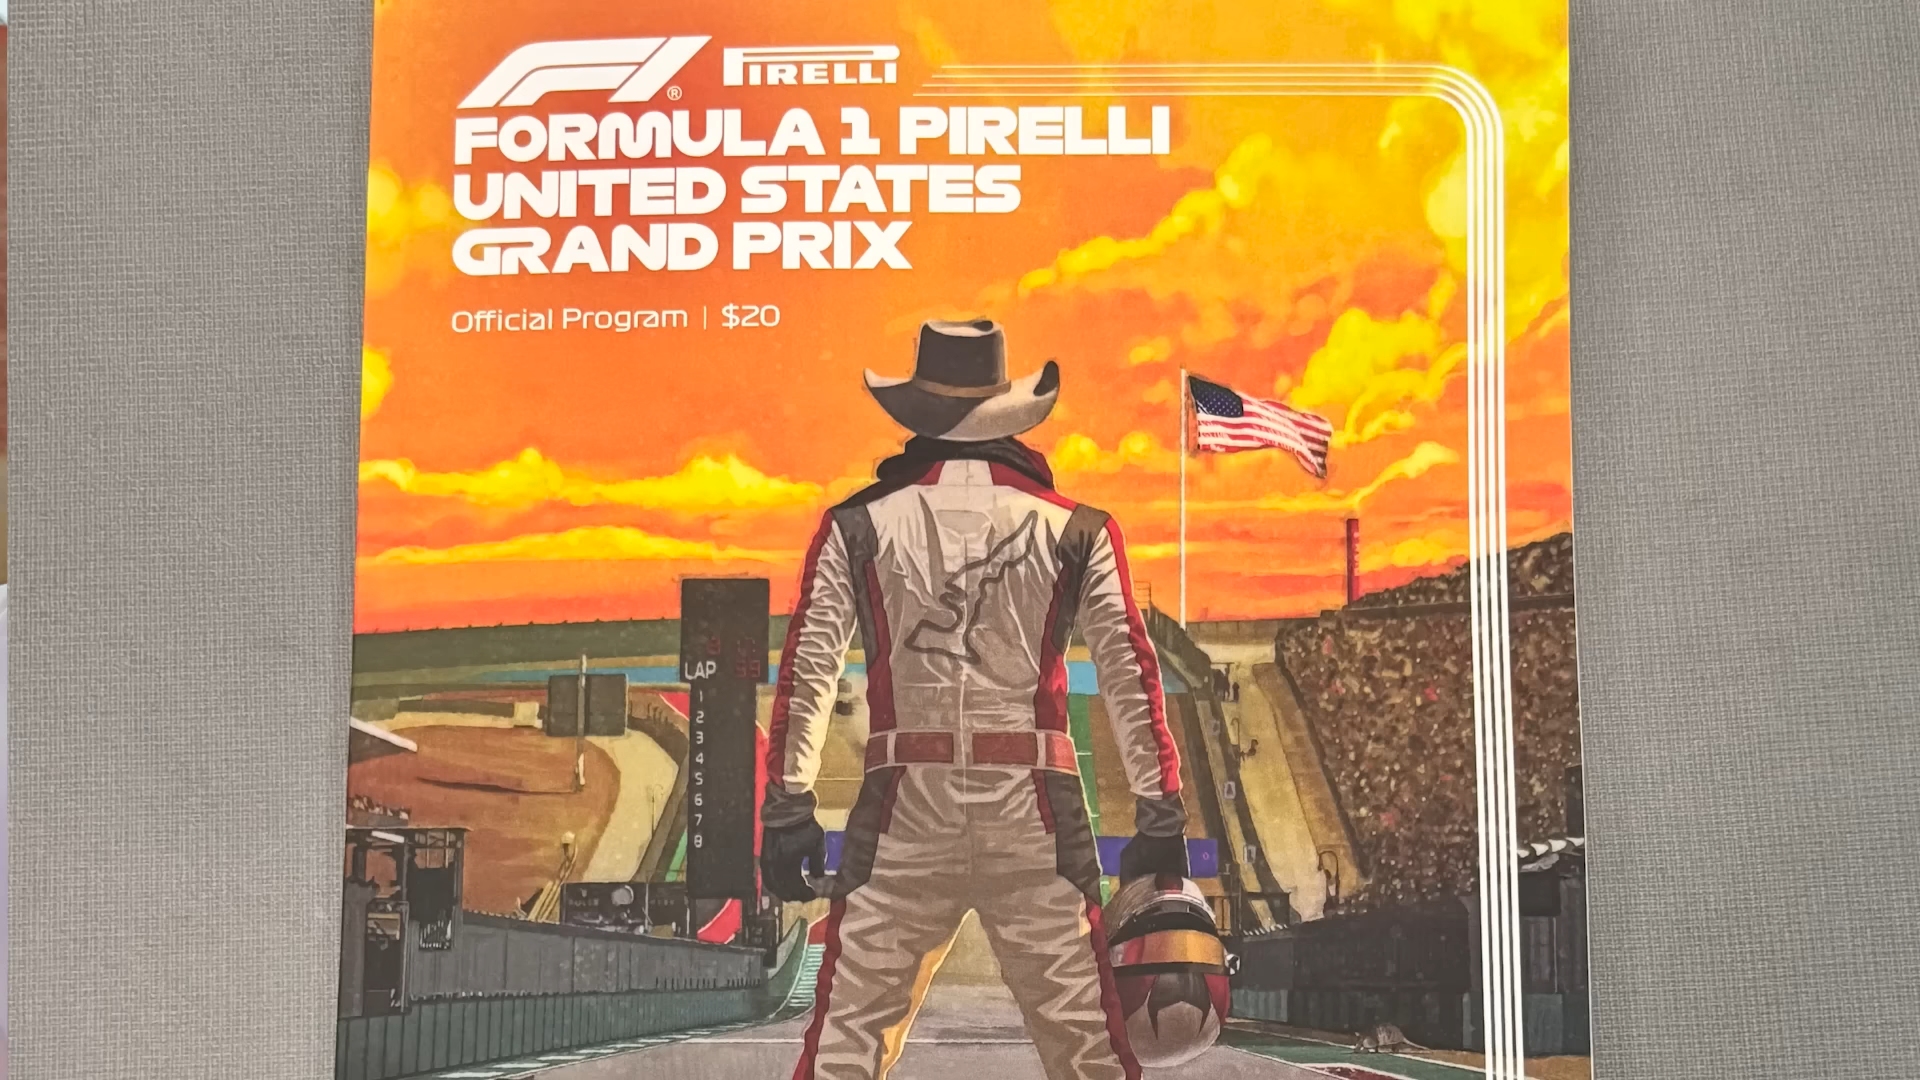 F1® PIRELLI
FORMULA 1 PIRELLI
UNITED STATES
GRAND PRIX
Official Program | $20
LAP
1
2
3
4
5
6
7
8